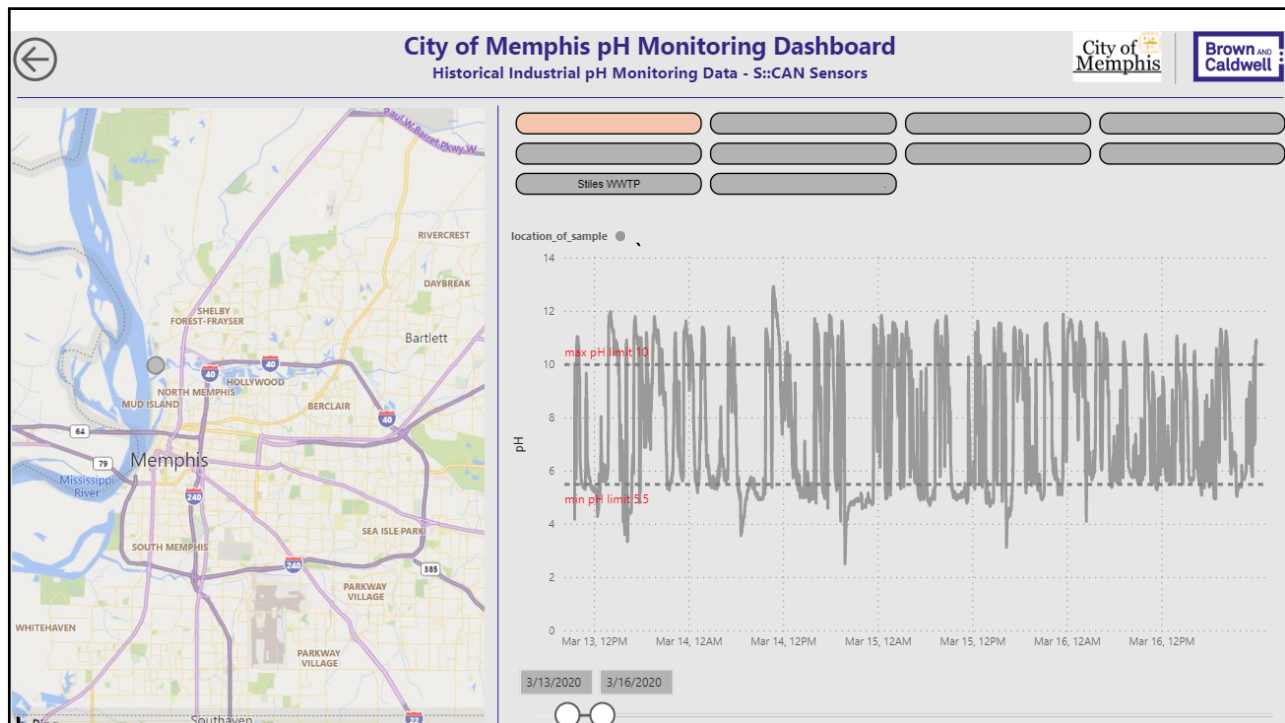 City of Memphis pH Monitoring Dashboard
Historical Industrial pH Monitoring Data - S::CAN Sensors
City of
Memphis
Brown AND
Caldwell
Paul W Barret Pkwy W
RIVERCREST
DAYBREAK
SHELBY
FOREST-FRAYSER
Bartlett
40
40
HOLLYWOOD
NORTH MEMPHIS
MUD ISLAND
BERCLAIR
40
64
79
Memphis
Mississippi
River
240
SEA ISLE PARK
SOUTH MEMPHIS
240
385
PARKWAY
VILLAGE
WHITEHAVEN
PARKWAY
VILLAGE
Southaven
22
Stiles WWTP
location_of_sample
14
12
max pH limit 10
10
8
pH
6
min pH limit 5.5
4
2
0
Mar 13, 12PM
Mar 14, 12AM
Mar 14, 12PM
Mar 15, 12AM
Mar 15, 12PM
Mar 16, 12AM
Mar 16, 12PM
3/13/2020
3/16/2020